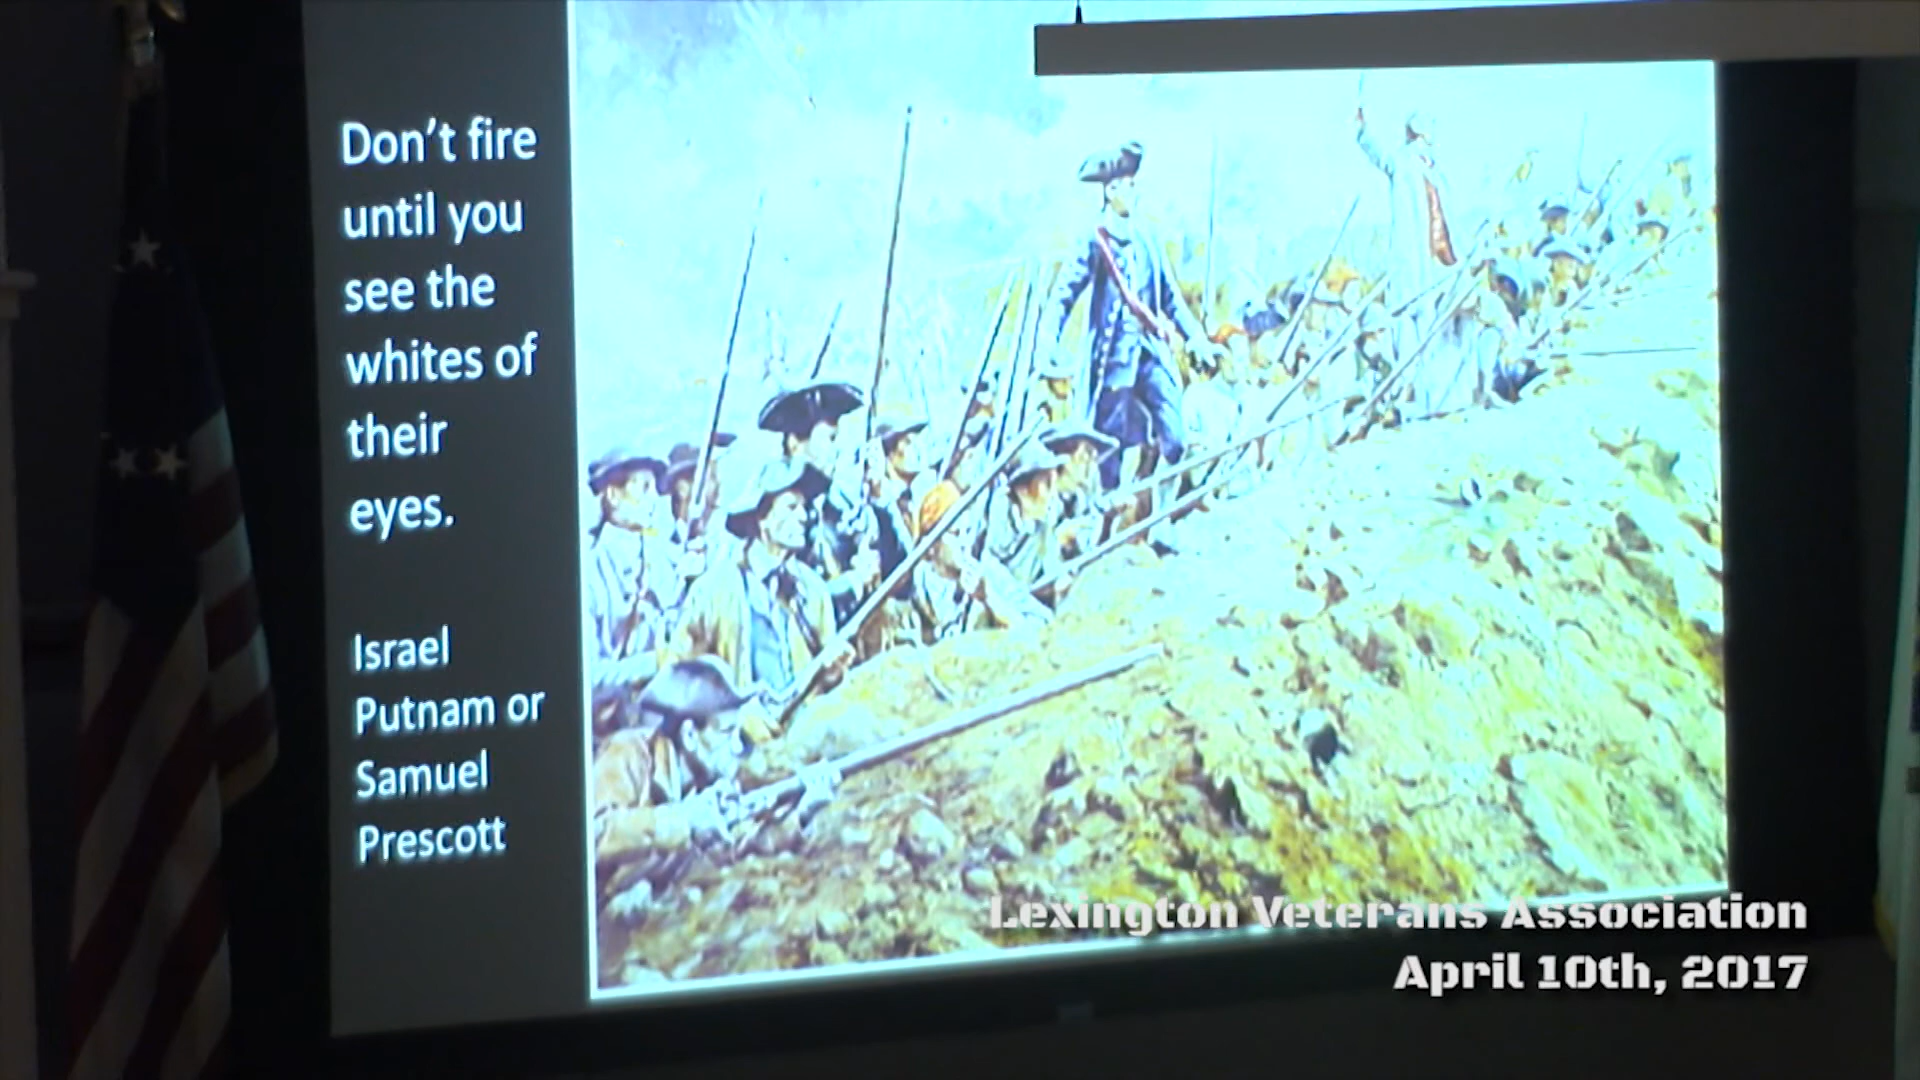 Don't fire
until you
see the
whites of
their
eyes.
Israel
Putnam or
Samuel
Prescott
Lexington Veterans Association
April 10th, 2017